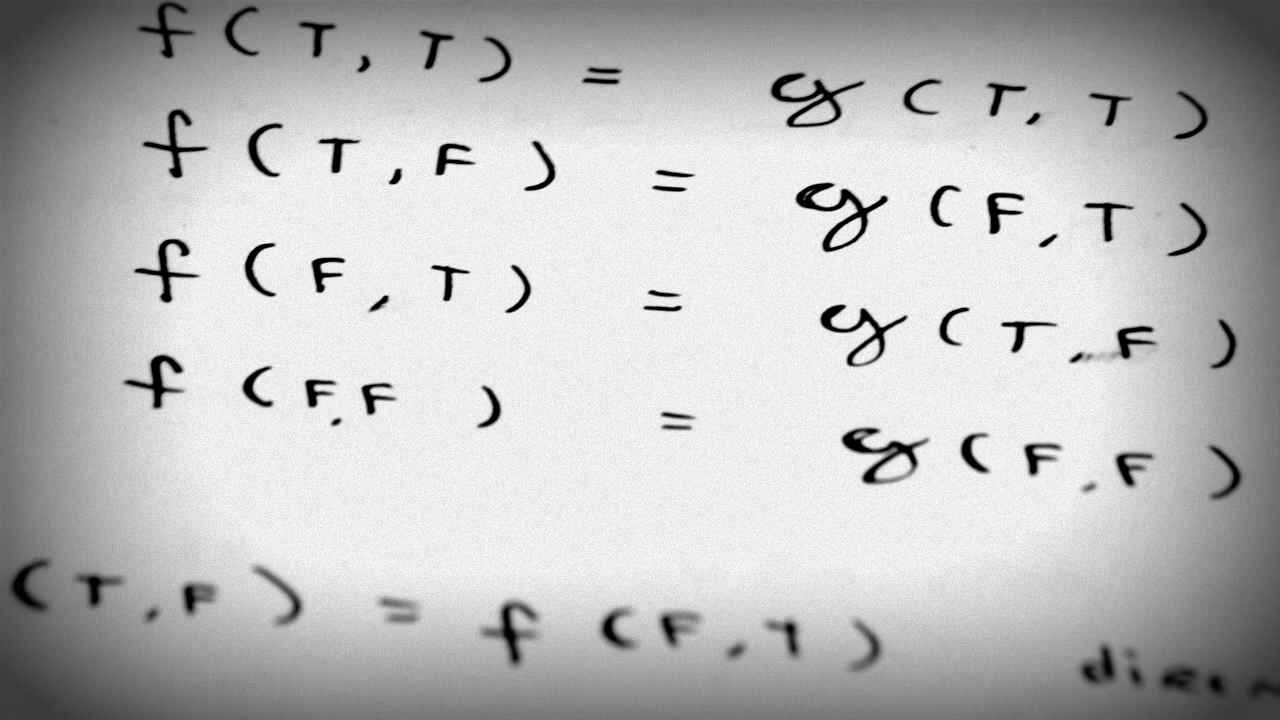 f ( T , T ) = g ( T , T )
f ( T , F ) = g ( F , T )
f ( F , T ) = g ( T , F )
f ( F , F ) = g ( F , F )
( T , F ) = f ( F , T )